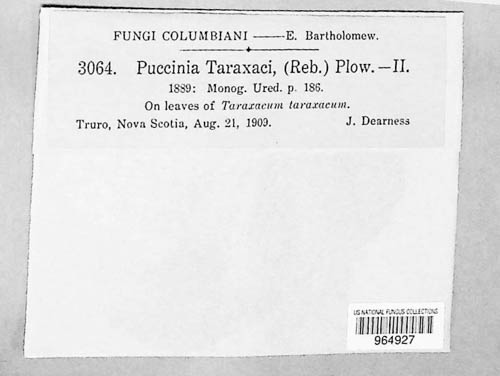 FUNGI COLUMBIANI —— E. Bartholomew.
3064. Puccinia Taraxaci, (Reb.) Plow.—II.
1889: Monog. Ured. p. 186.
On leaves of Taraxacum taraxacum.
Truro, Nova Scotia, Aug. 21, 1909. J. Dearness
US NATIONAL FUNGUS COLLECTIONS
964927